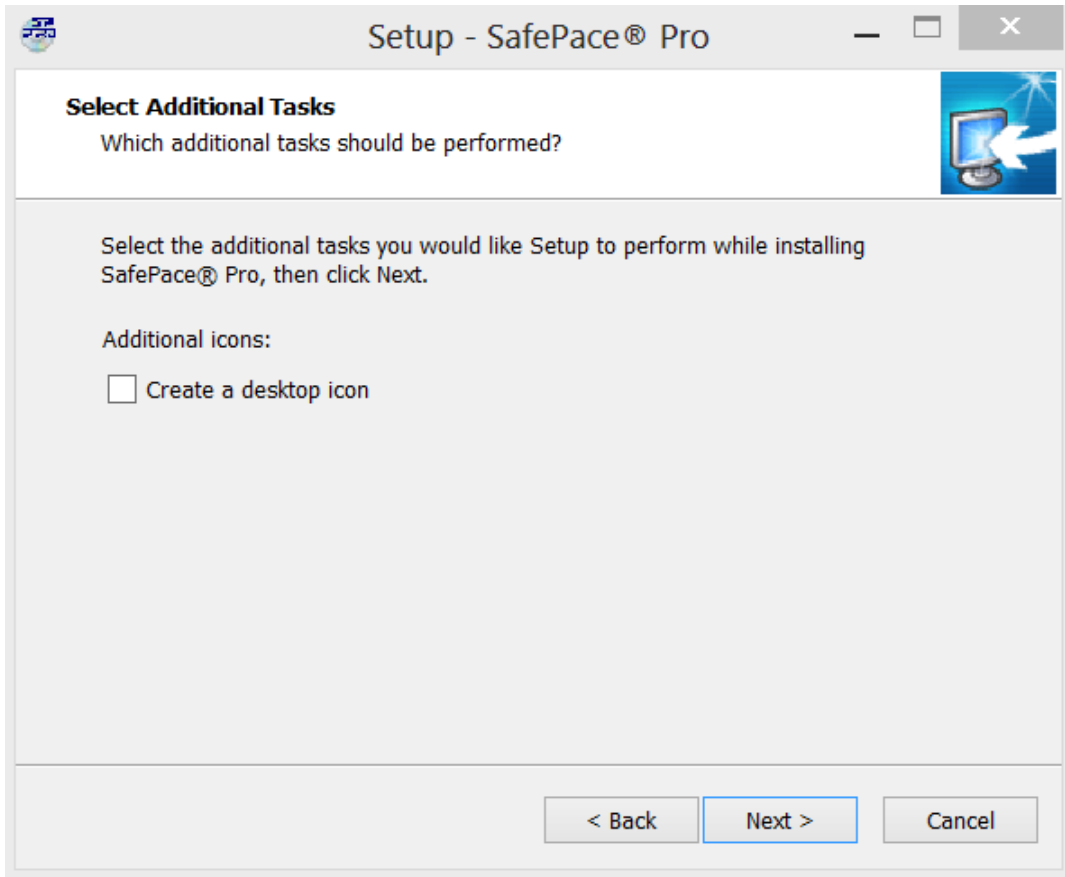 Setup - SafePace® Pro
Select Additional Tasks
Which additional tasks should be performed?
Select the additional tasks you would like Setup to perform while installing
SafePace® Pro, then click Next.
Additional icons:
Create a desktop icon
< Back
Next >
Cancel